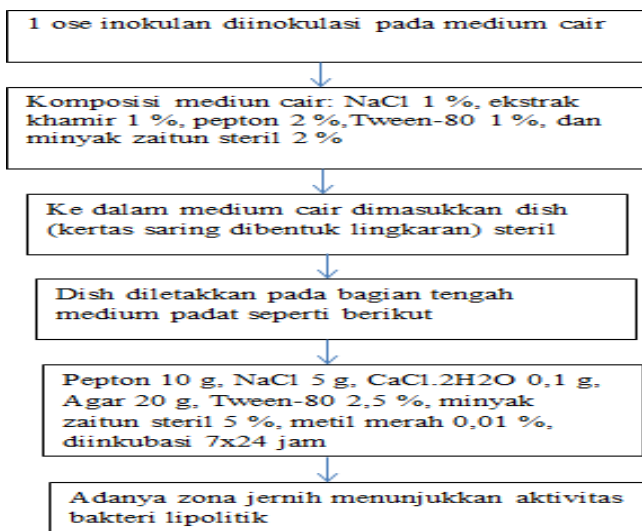 1 ose inokulan diinokulasi pada medium cair
Komposisi mediun cair: NaCl 1 %, ekstrak
khamir 1 %, pepton 2 %,Tween-80 1 %, dan
minyak zaitun steril 2 %
Ke dalam medium cair dimasukkan dish
(kertas saring dibentuk lingkaran) steril
Dish diletakkan pada bagian tengah
medium padat seperti berikut
Pepton 10 g, NaCl 5 g, CaCl.2H2O 0,1 g,
Agar 20 g, Tween-80 2,5 %, minyak
zaitun steril 5 %, metil merah 0,01 %,
diinkubasi 7x24 jam
Adanya zona jernih menunjukkan aktivitas
bakteri lipolitik